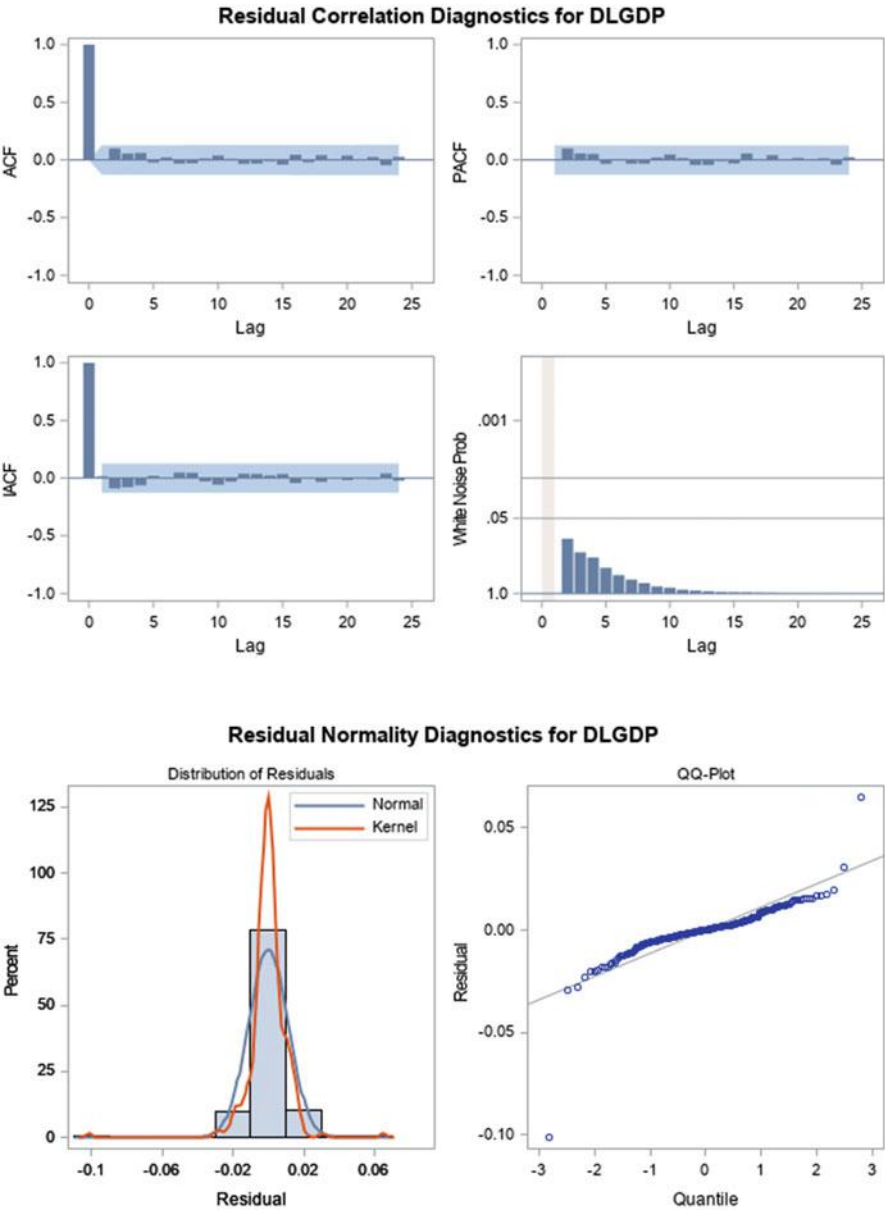 Residual Correlation Diagnostics for DLGDP
1.0
0.5
0.0
-0.5
-1.0
ACF
0 5 10 15 20 25
Lag
1.0
0.5
0.0
-0.5
-1.0
PACF
0 5 10 15 20 25
Lag
1.0
0.5
0.0
-0.5
-1.0
IACF
0 5 10 15 20 25
Lag
.001
.05
1.0
White Noise Prob
0 5 10 15 20 25
Lag
Residual Normality Diagnostics for DLGDP
Distribution of Residuals
Normal
Kernel
125
100
75
50
25
0
Percent
-0.1 -0.06 -0.02 0.02 0.06
Residual
QQ-Plot
0.05
0.00
-0.05
-0.10
Residual
-3 -2 -1 0 1 2 3
Quantile